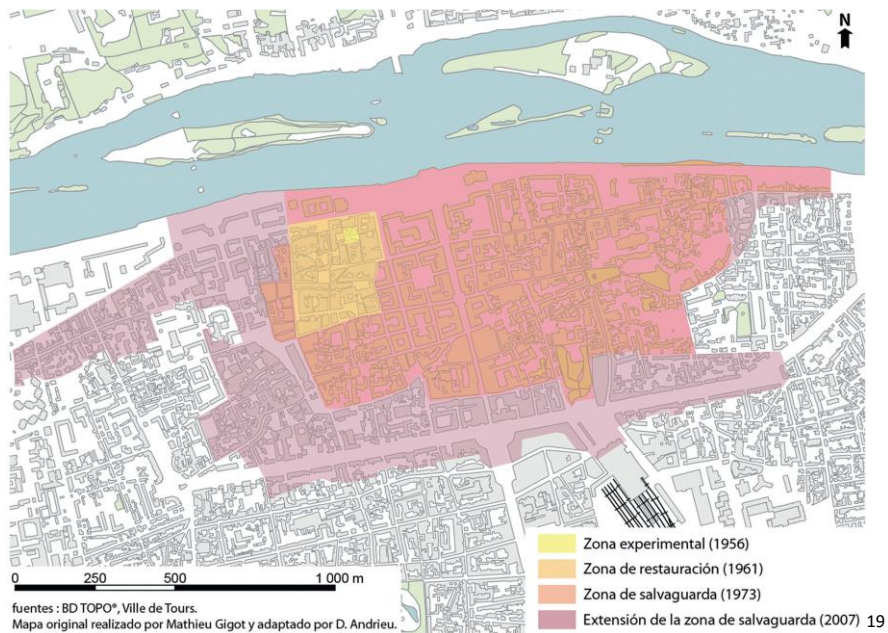 N
Zona experimental (1956)
Zona de restauración (1961)
Zona de salvaguarda (1973)
Extensión de la zona de salvaguarda (2007) 19
0 250 500 1 000 m
fuentes : BD TOPO®, Ville de Tours.
Mapa original realizado por Mathieu Gigot y adaptado por D. Andrieu.